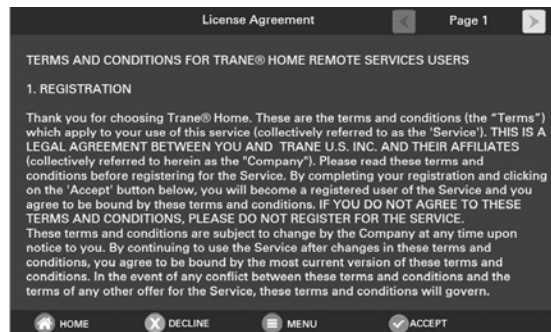 License Agreement
Page 1
TERMS AND CONDITIONS FOR TRANE® HOME REMOTE SERVICES USERS
1. REGISTRATION
Thank you for choosing Trane® Home. These are the terms and conditions (the “Terms”)
which apply to your use of this service (collectively referred to as the 'Service'). THIS IS A
LEGAL AGREEMENT BETWEEN YOU AND TRANE U.S. INC. AND THEIR AFFILIATES
(collectively referred to herein as the "Company"). Please read these terms and
conditions before registering for the Service. By completing your registration and clicking
on the 'Accept' button below, you will become a registered user of the Service and you
agree to be bound by these terms and conditions. IF YOU DO NOT AGREE TO THESE
TERMS AND CONDITIONS, PLEASE DO NOT REGISTER FOR THE SERVICE.
These terms and conditions are subject to change by the Company at any time upon
notice to you. By continuing to use the Service after changes in these terms and
conditions, you agree to be bound by the most current version of these terms and
conditions. In the event of any conflict between these terms and conditions and the
terms of any other offer for the Service, these terms and conditions will govern.
HOME
DECLINE
MENU
ACCEPT